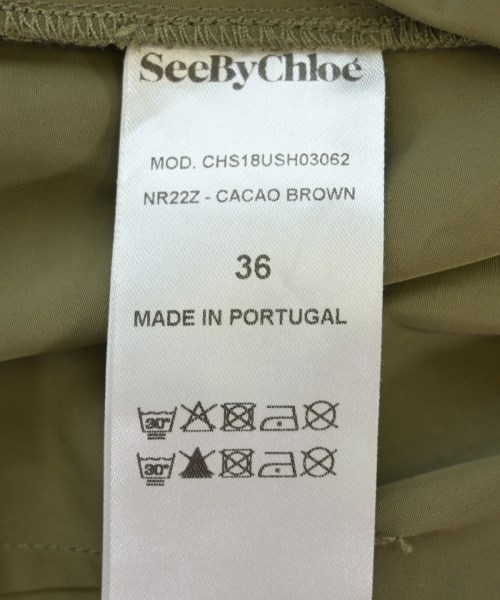 SeeByChloé
MOD. CHS18USH03062
NR22Z - CACAO BROWN
36
MADE IN PORTUGAL
30°
30°